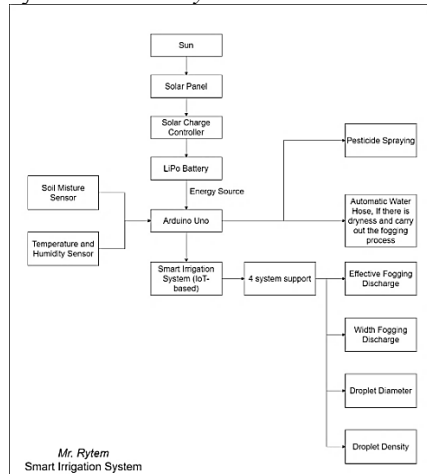 Sun
Solar Panel
Solar Charge
Controller
LiPo Battery
Energy Source
Soil Misture
Sensor
Temperature and
Humidity Sensor
Arduino Uno
Smart Irrigation
System (IoT-
based)
4 system support
Pesticide Spraying
Automatic Water
Hose, If there is
dryness and carry
out the fogging
process
Effective Fogging
Discharge
Width Fogging
Discharge
Droplet Diameter
Droplet Density
Mr. Rytem
Smart Irrigation System